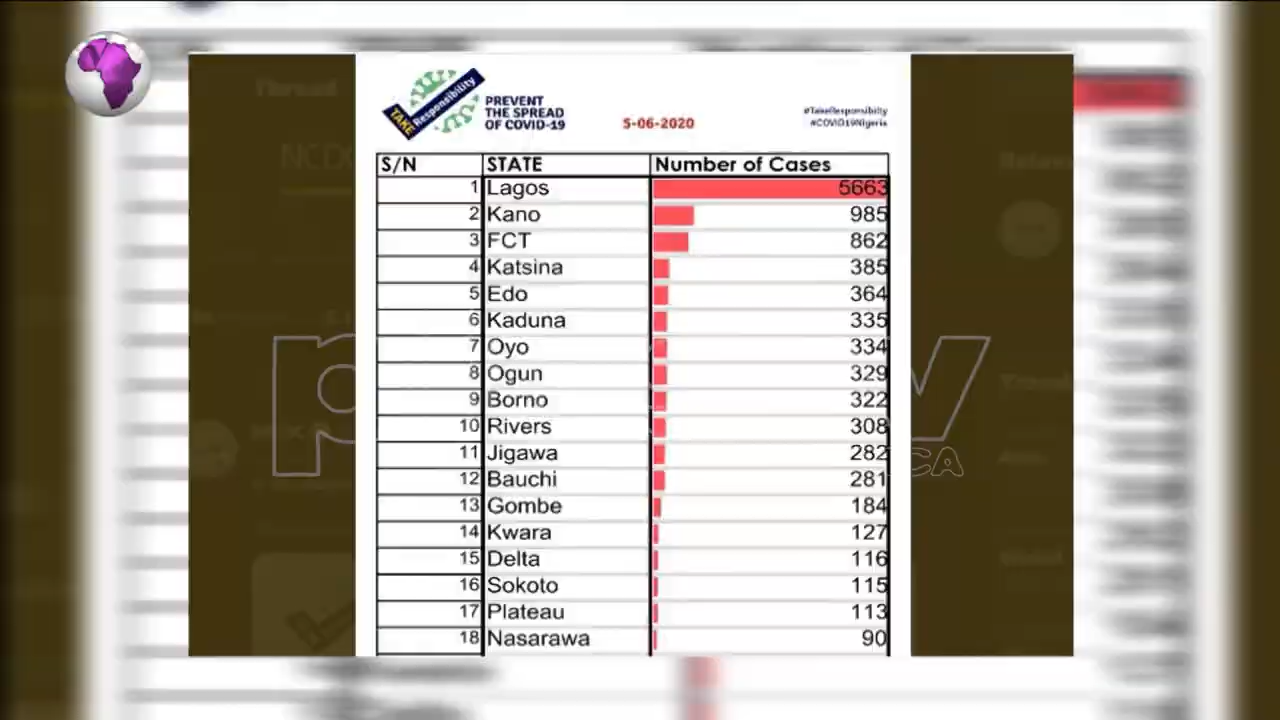 TAKE Responsibility
PREVENT
THE SPREAD
OF COVID-19
5-06-2020
#TakeResponsibility
#COVID19Nigeria
S/N STATE Number of Cases
1 Lagos 5663
2 Kano 985
3 FCT 862
4 Katsina 385
5 Edo 364
6 Kaduna 335
7 Oyo 334
8 Ogun 329
9 Borno 322
10 Rivers 308
11 Jigawa 282
12 Bauchi 281
13 Gombe 184
14 Kwara 127
15 Delta 116
16 Sokoto 115
17 Plateau 113
18 Nasarawa 90